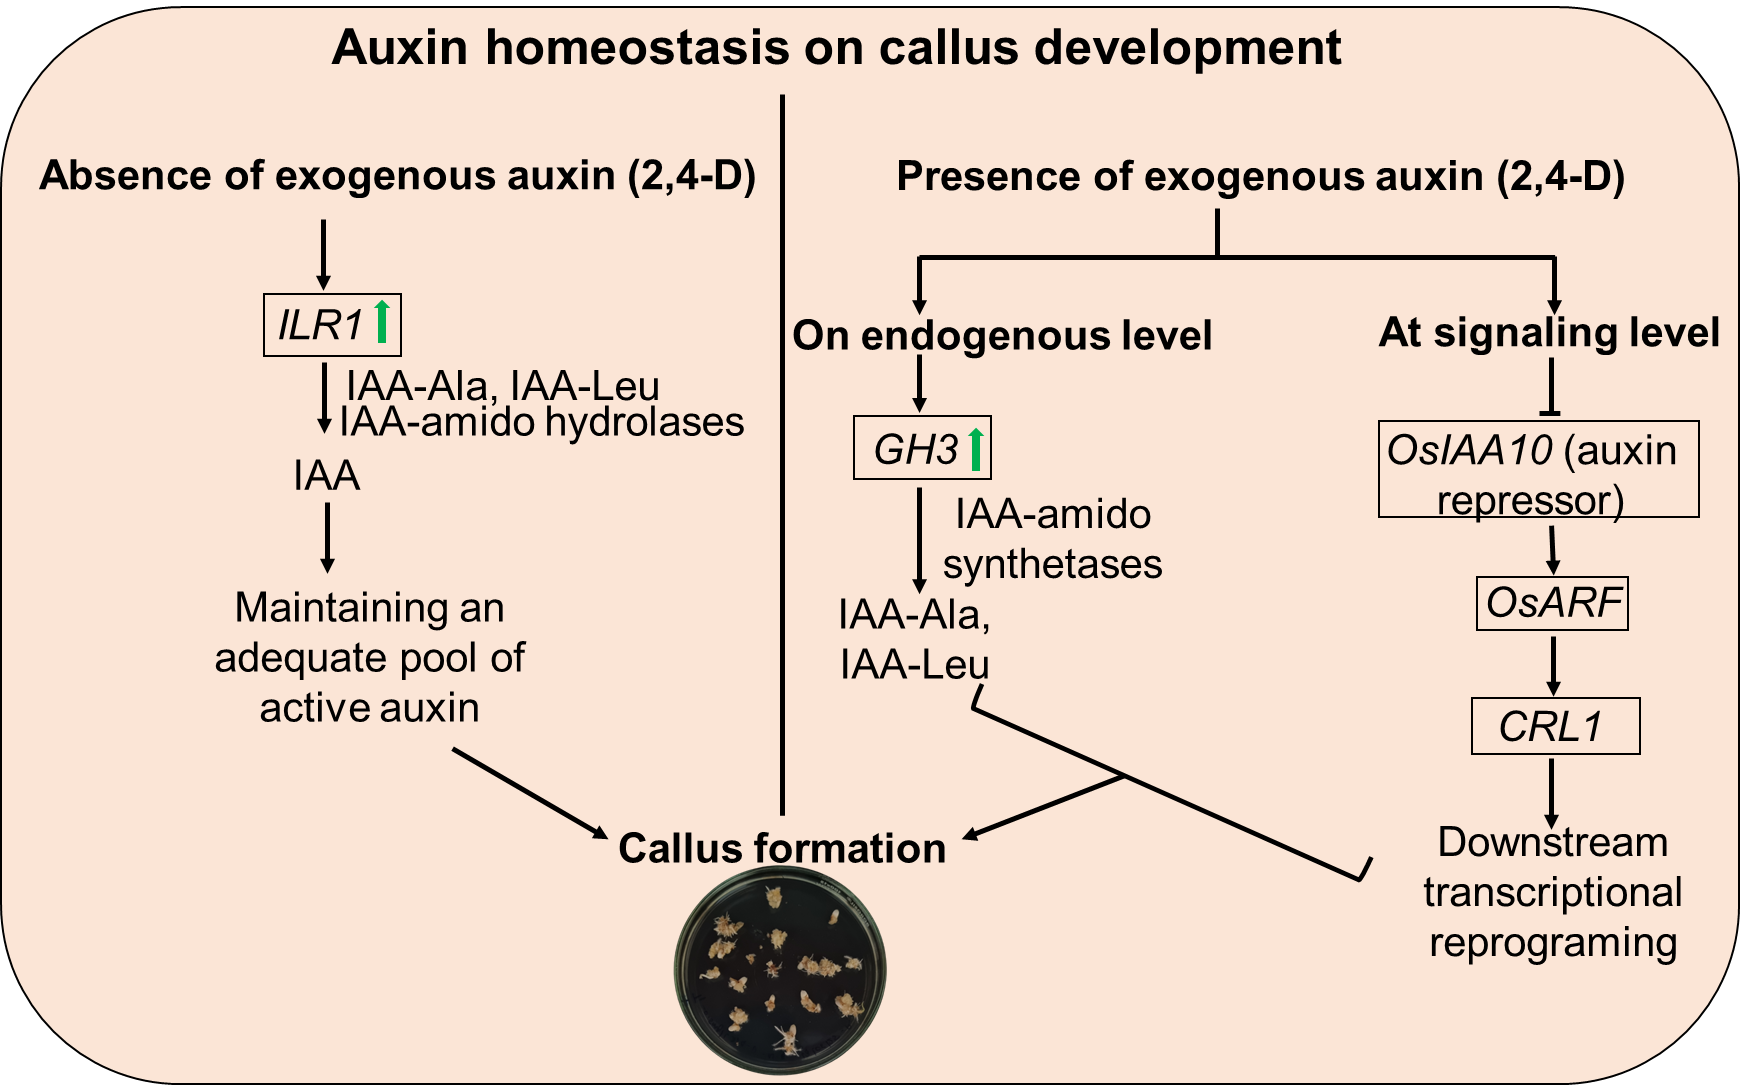 Auxin homeostasis on callus development
Absence of exogenous auxin (2,4-D)
ILR1
IAA-Ala, IAA-Leu
IAA-amido hydrolases
IAA
Maintaining an
adequate pool of
active auxin
Presence of exogenous auxin (2,4-D)
On endogenous level
GH3
IAA-amido
synthetases
IAA-Ala,
IAA-Leu
At signaling level
OsIAA10 (auxin
repressor)
OsARF
CRL1
Downstream
transcriptional
reprograming
Callus formation